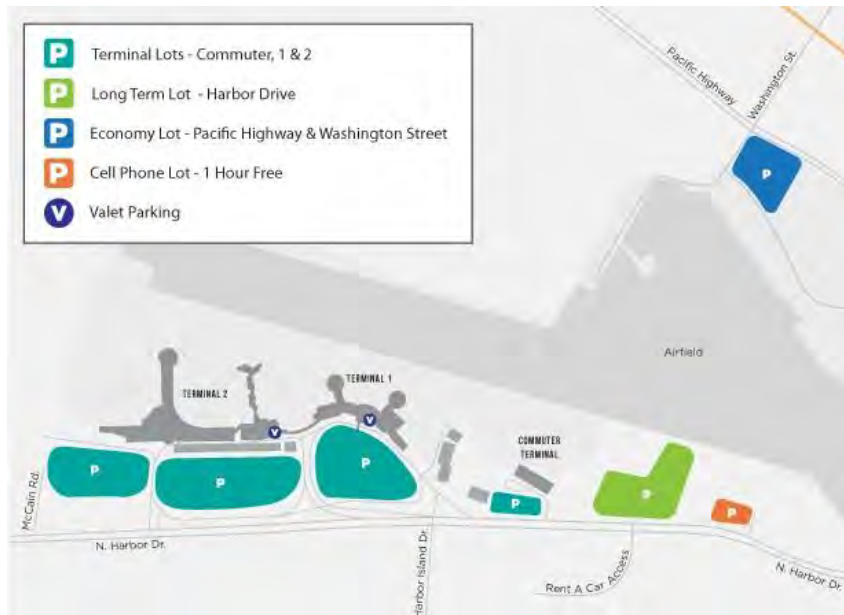 P Terminal Lots - Commuter, 1 & 2
P Long Term Lot - Harbor Drive
P Economy Lot - Pacific Highway & Washington Street
P Cell Phone Lot - 1 Hour Free
V Valet Parking
Pacific Highway
Washington St.
P
Airfield
TERMINAL 2
TERMINAL 1
V
V
COMMUTER
TERMINAL
P
P
P
P
P
P
McCain Rd.
N. Harbor Dr.
Harbor Island Dr.
Rent A Car Access
N. Harbor Dr.